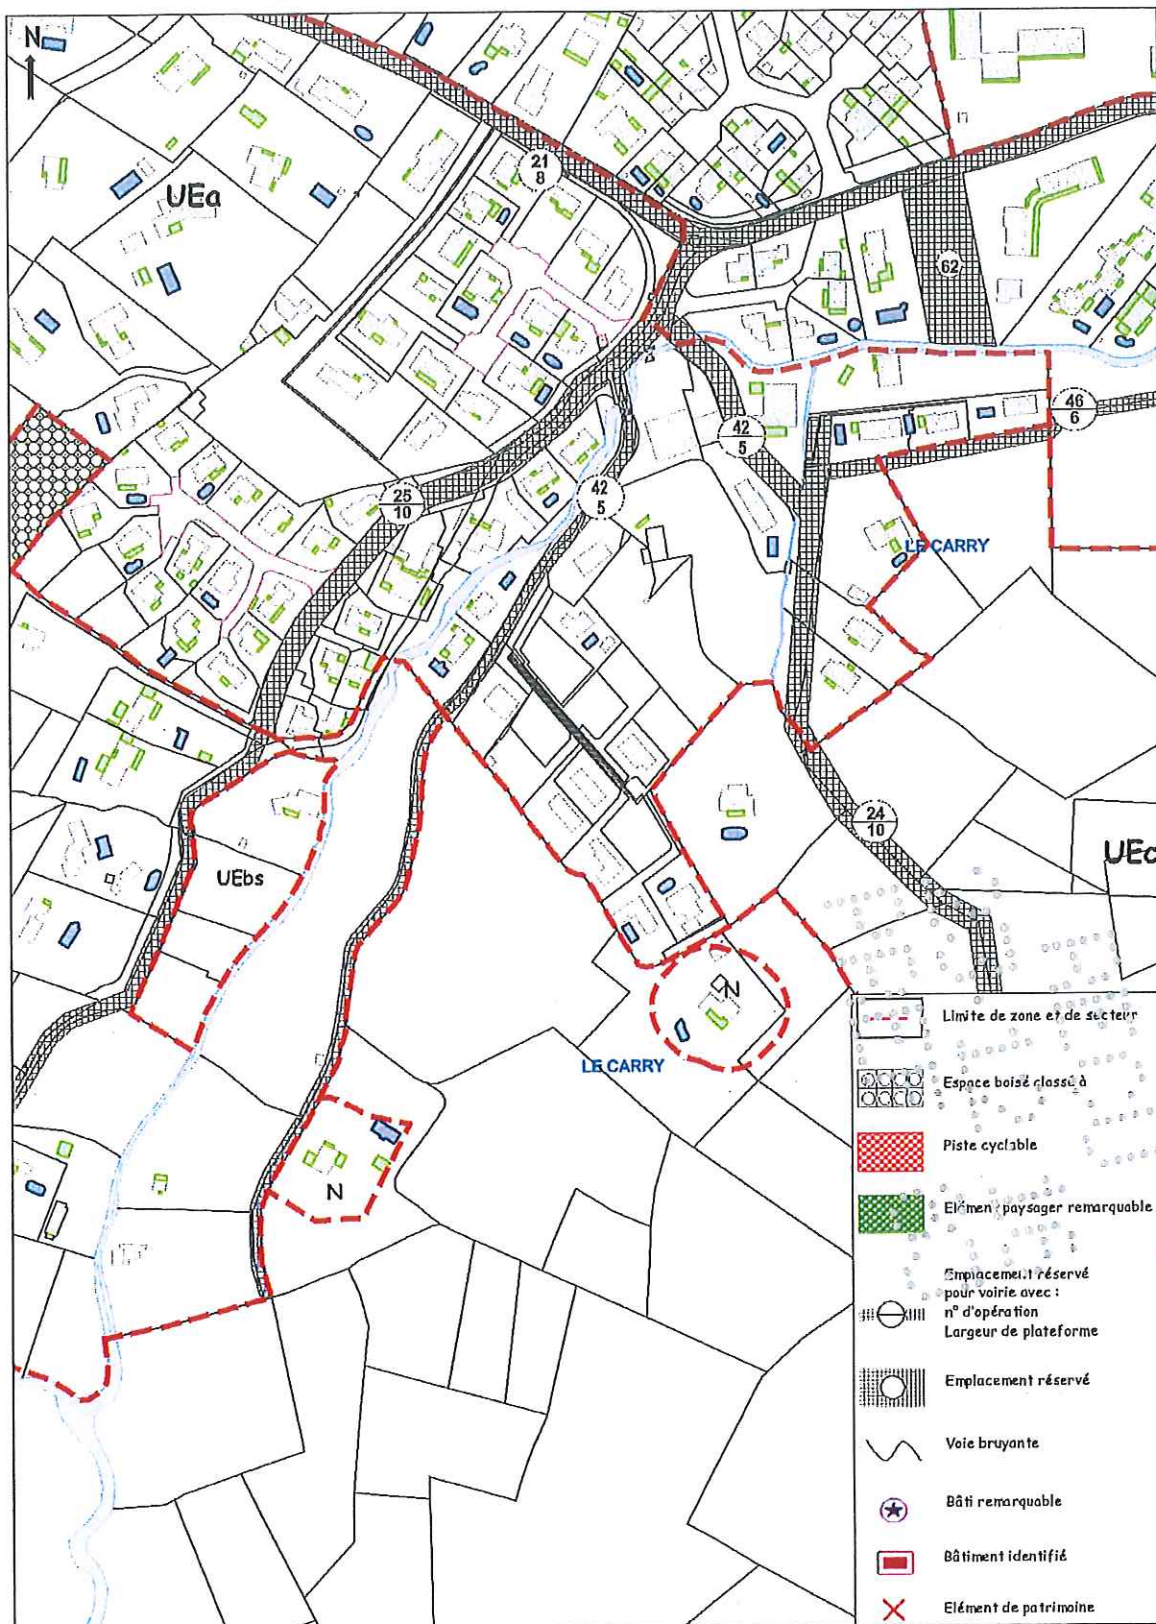 N
21
8
UEa
62
46
6
42
5
25
10
42
5
LE CARRY
24
10
UEc
UEbs
N
LE CARRY
N
Limite de zone et de secteur
Espace boisé classé à
Piste cyclable
Elément paysager remarquable
Emplacement réservé
pour voirie avec :
n° d'opération
Largeur de plateforme
Emplacement réservé
Voie bruyante
Bâti remarquable
Bâtiment identifié
Elément de patrimoine